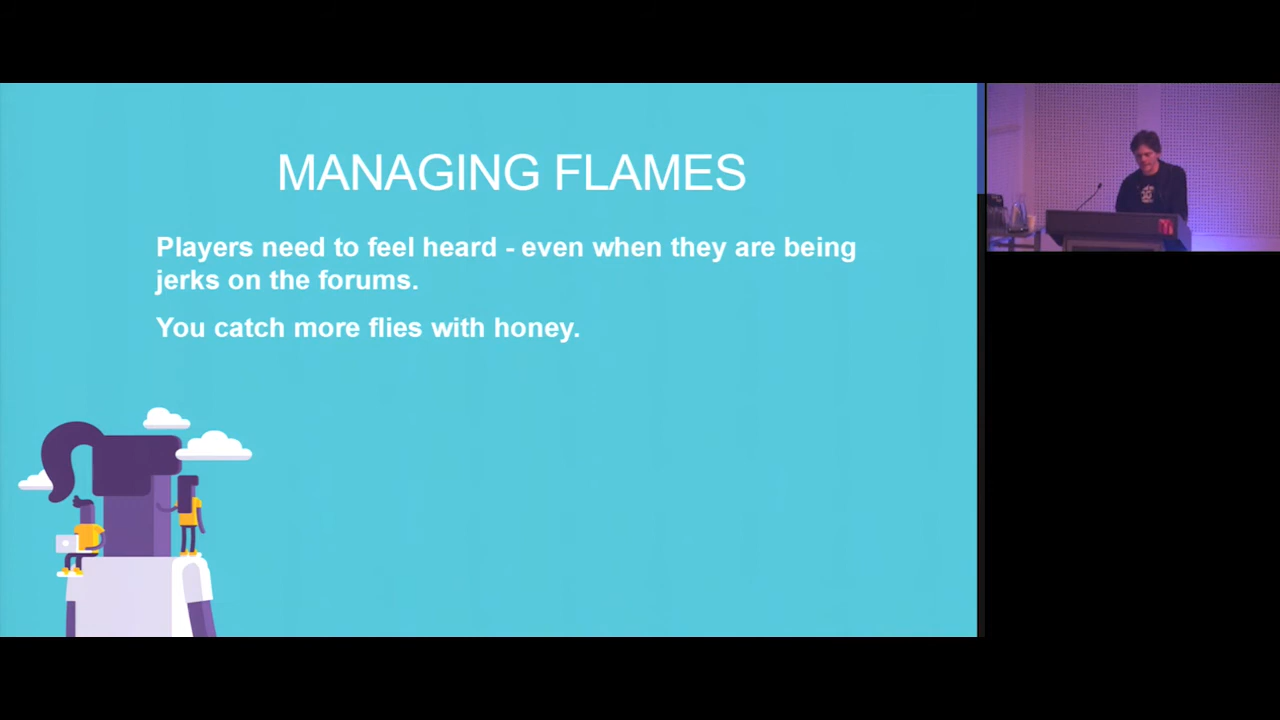 MANAGING FLAMES
Players need to feel heard - even when they are being
jerks on the forums.
You catch more flies with honey.